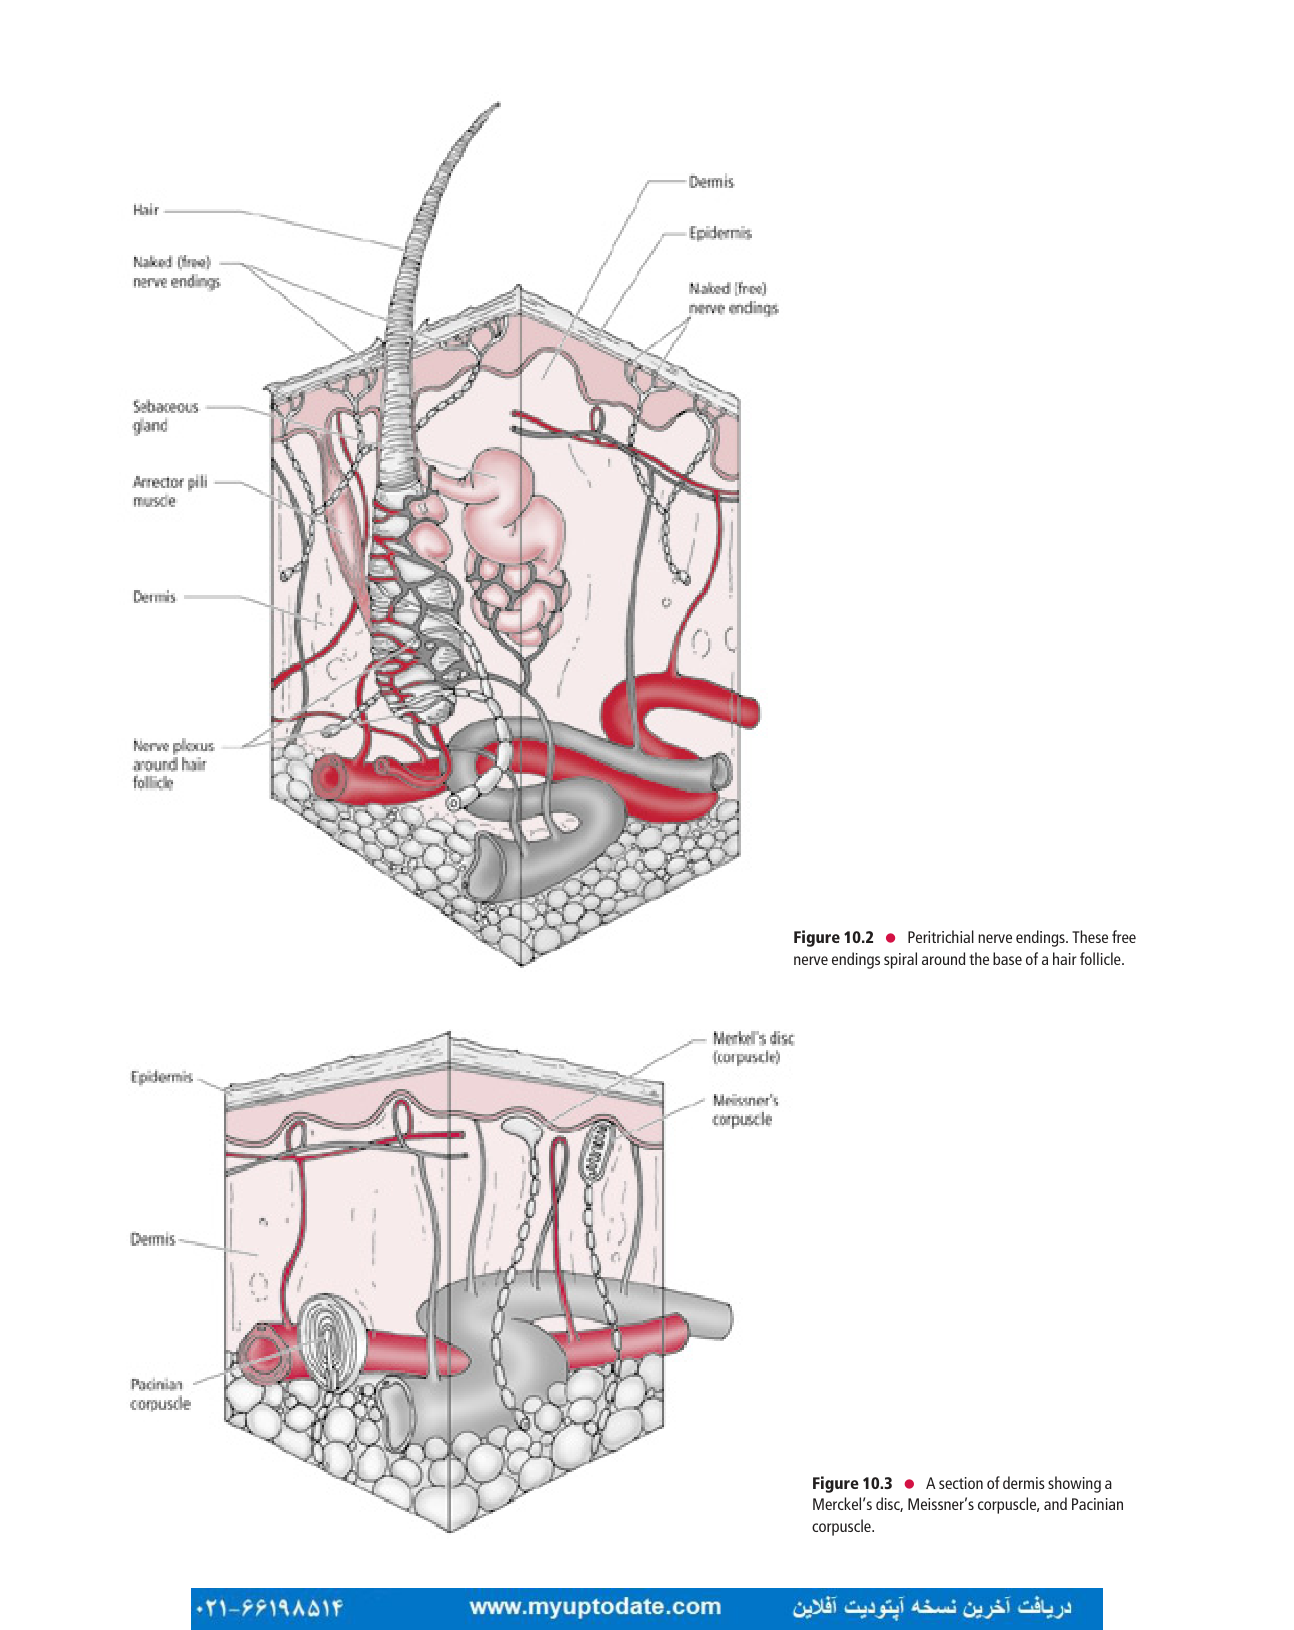 Hair
Naked (free)
nerve endings
Sebaceous
gland
Arrector pili
muscle
Dermis
Nerve plexus
around hair
follicle
Dermis
Epidermis
Naked (free)
nerve endings
Figure 10.2 ● Peritrichial nerve endings. These free
nerve endings spiral around the base of a hair follicle.
Epidermis
Dermis
Pacinian
corpuscle
Merkel's disc
(corpuscle)
Meissner's
corpuscle
Figure 10.3 ● A section of dermis showing a
Merckel's disc, Meissner's corpuscle, and Pacinian
corpuscle.
۰۲۱-۶۶۱۹۸۵۱۴ www.myuptodate.com دریافت آخرین نسخه آپتودیت آفلاین